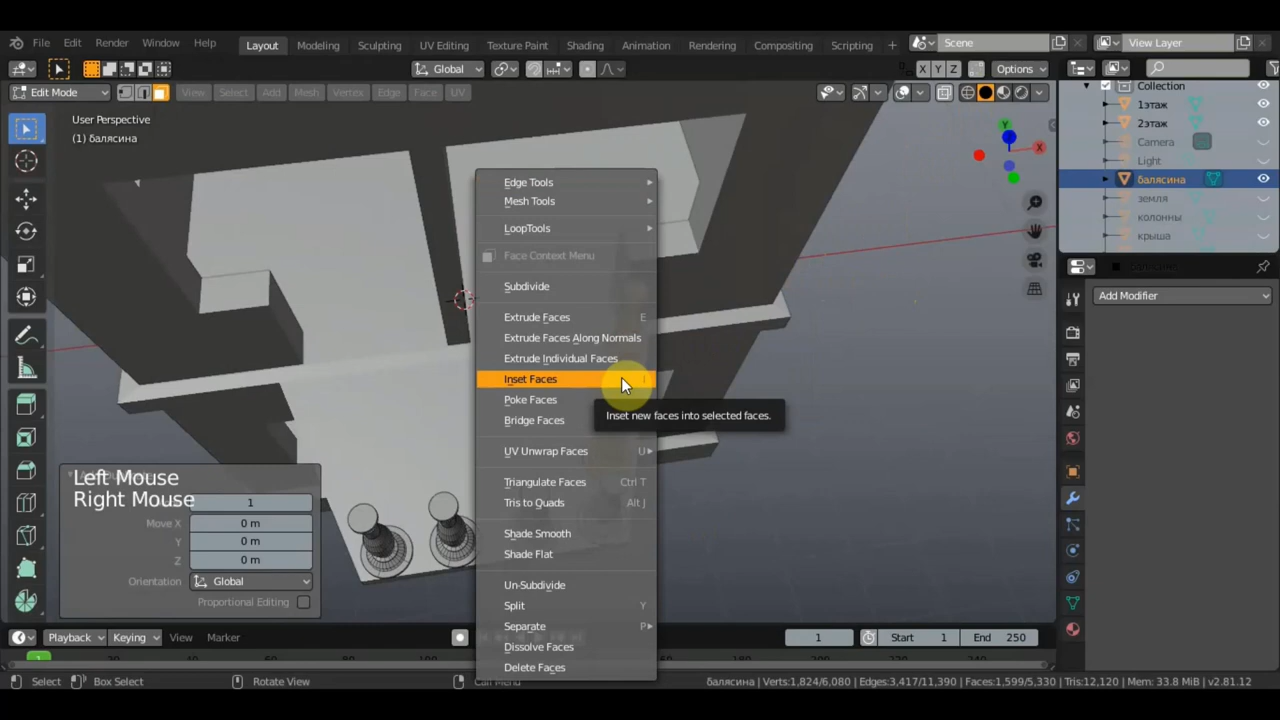 File Edit Render Window Help Layout Modeling Sculpting UV Editing Texture Paint Shading Animation Rendering Compositing Scripting + Scene View Layer
Global X Y Z Options
Edit Mode View Select Add Mesh Vertex Edge Face UV
User Perspective
(1) балясина
Collection
1этаж
2этаж
Camera
Light
балясина
земля
колонны
крыша
Y
Z
X
Edge Tools
Mesh Tools
LoopTools
Face Context Menu
Subdivide
Extrude Faces E
Extrude Faces Along Normals
Extrude Individual Faces
Inset Faces
Poke Faces
Bridge Faces
UV Unwrap Faces U
Triangulate Faces Ctrl T
Tris to Quads Alt J
Shade Smooth
Shade Flat
Un-Subdivide
Split Y
Separate P
Dissolve Faces
Delete Faces
Inset new faces into selected faces.
Add Modifier
Left Mouse
Right Mouse
1
Move X 0 m
Y 0 m
Z 0 m
Orientation Global
Proportional Editing
Playback Keying View Marker 1 Start 1 End 250
Select Box Select Rotate View Call Menu балясина | Verts:1,824/6,080 | Edges:3,417/11,390 | Faces:1,599/5,330 | Tris:12,120 | Mem: 33.8 MiB | v2.81.12